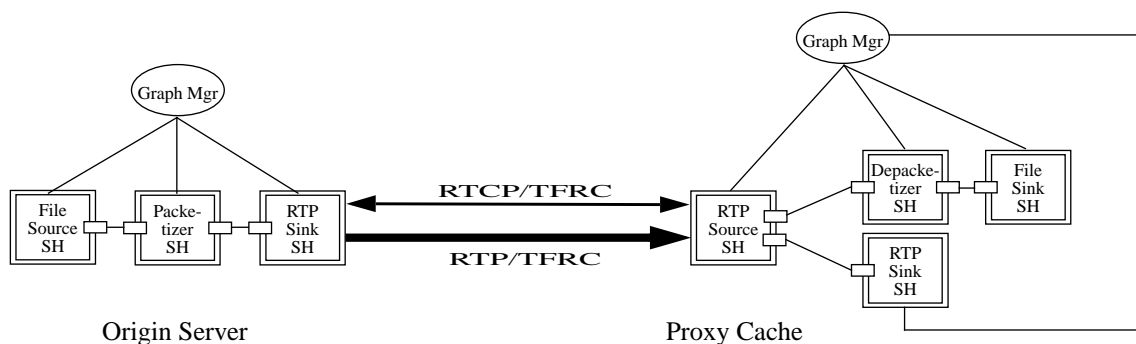 Graph Mgr
Graph Mgr
File
Source
SH
Packe-
tizer
SH
RTP
Sink
SH
RTCP/TFRC
RTP/TFRC
RTP
Source
SH
Depacke-
tizer
SH
File
Sink
SH
RTP
Sink
SH
Origin Server
Proxy Cache